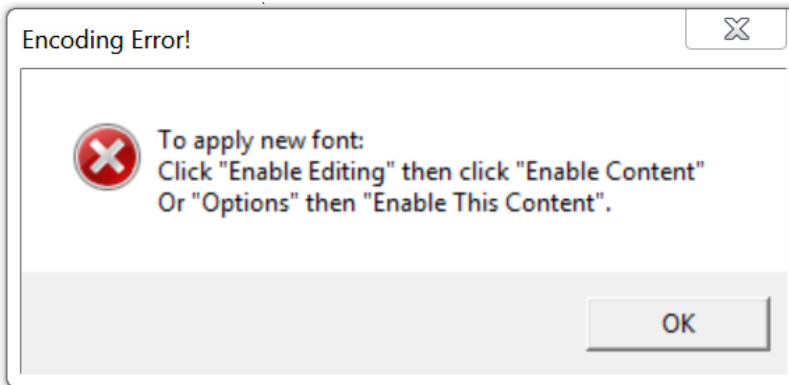 Encoding Error!
To apply new font:
Click "Enable Editing" then click "Enable Content"
Or "Options" then "Enable This Content".
OK